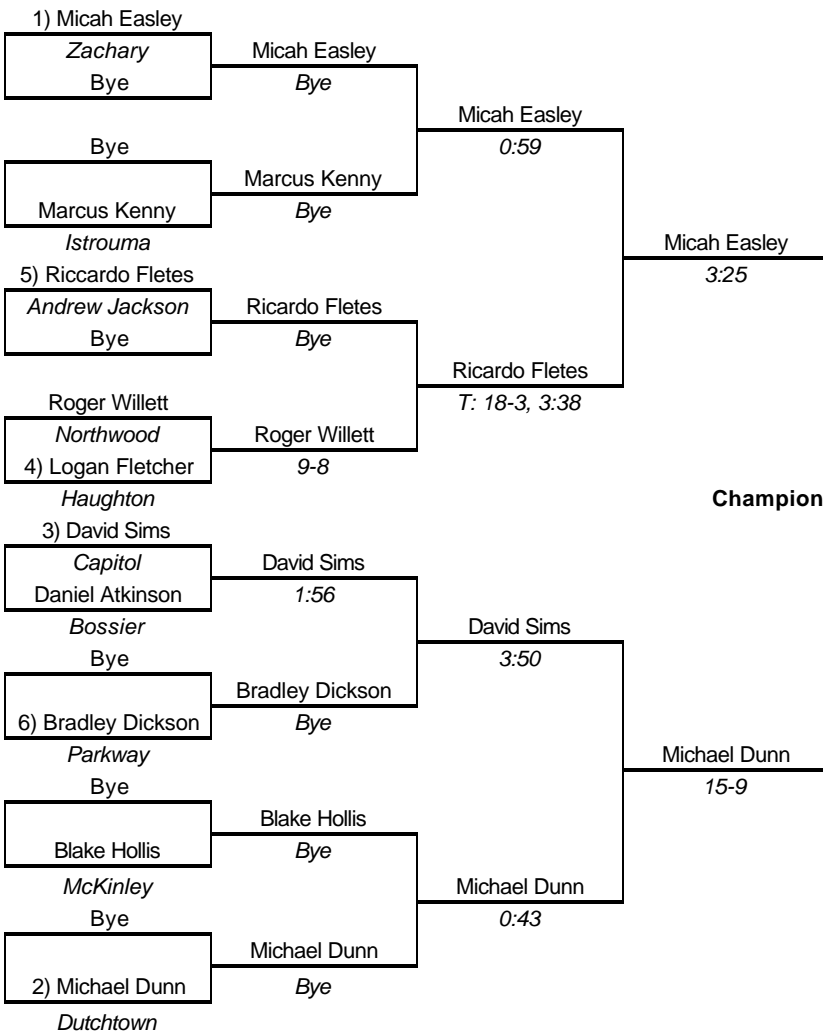 1) Micah Easley
Zachary
Bye
Bye
Marcus Kenny
Istrouma
5) Riccardo Fletes
Andrew Jackson
Bye
Roger Willett
Northwood
4) Logan Fletcher
Haughton
3) David Sims
Capitol
Daniel Atkinson
Bossier
Bye
6) Bradley Dickson
Parkway
Bye
Blake Hollis
McKinley
Bye
2) Michael Dunn
Dutchtown
Micah Easley
Bye
Marcus Kenny
Bye
Ricardo Fletes
Bye
Roger Willett
9-8
David Sims
1:56
Bradley Dickson
Bye
Blake Hollis
Bye
Michael Dunn
Bye
Micah Easley
0:59
Ricardo Fletes
T: 18-3, 3:38
David Sims
3:50
Michael Dunn
0:43
Micah Easley
3:25
Champion
Michael Dunn
15-9